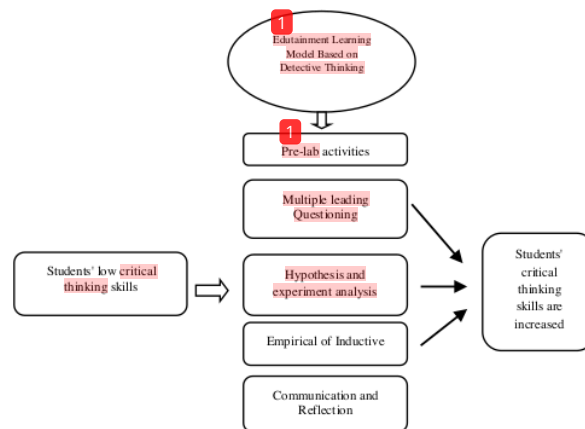 1
Edutainment Learning
Model Based on
Detective Thinking
1
Pre-lab activities
Multiple leading
Questioning
Students' low critical
thinking skills
Hypothesis and
experiment analysis
Empirical of Inductive
Communication and
Reflection
Students'
critical
thinking
skills are
increased